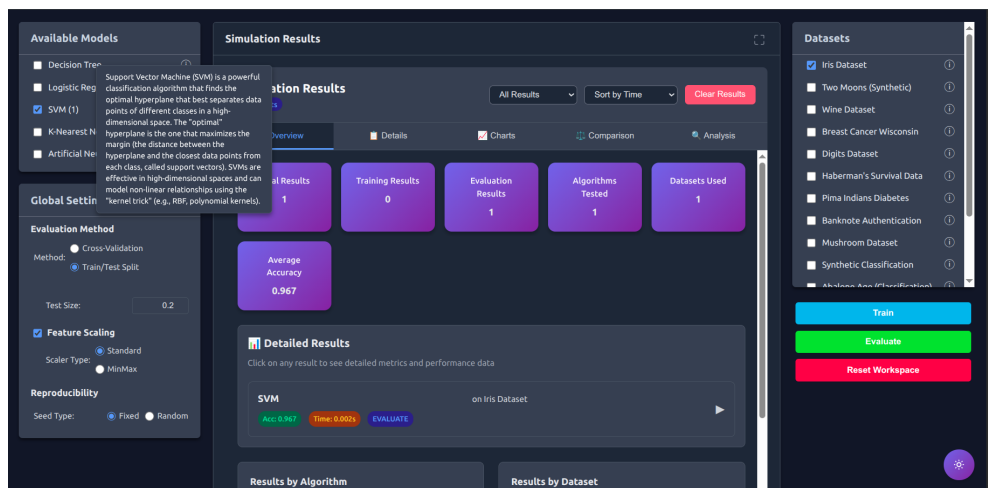 Available Models
Decision Tree
Logistic Reg
SVM (1)
K-Nearest N
Artificial Neu
Support Vector Machine (SVM) is a powerful
classification algorithm that finds the
optimal hyperplane that best separates data
points of different classes in a high-
dimensional space. The "optimal"
hyperplane is the one that maximizes the
margin (the distance between the
hyperplane and the closest data points from
each class, called support vectors). SVMs are
effective in high-dimensional spaces and can
model non-linear relationships using the
"kernel trick" (e.g., RBF, polynomial kernels).
Global Settin
Evaluation Method
Method:
Cross-Validation
Train/Test Split
Test Size: 0.2
Feature Scaling
Scaler Type:
Standard
MinMax
Reproducibility
Seed Type: Fixed Random
Simulation Results
ation Results
All Results
Sort by Time
Clear Results
Overview
Details
Charts
Comparison
Analysis
al Results
1
Training Results
0
Evaluation
Results
1
Algorithms
Tested
1
Datasets Used
1
Average
Accuracy
0.967
Detailed Results
Click on any result to see detailed metrics and performance data
SVM
on Iris Dataset
Acc: 0.967 Time: 0.002s EVALUATE
Results by Algorithm
Results by Dataset
Datasets
Iris Dataset
Two Moons (Synthetic)
Wine Dataset
Breast Cancer Wisconsin
Digits Dataset
Haberman's Survival Data
Pima Indians Diabetes
Banknote Authentication
Mushroom Dataset
Synthetic Classification
Abalone Age (Classification)
Train
Evaluate
Reset Workspace